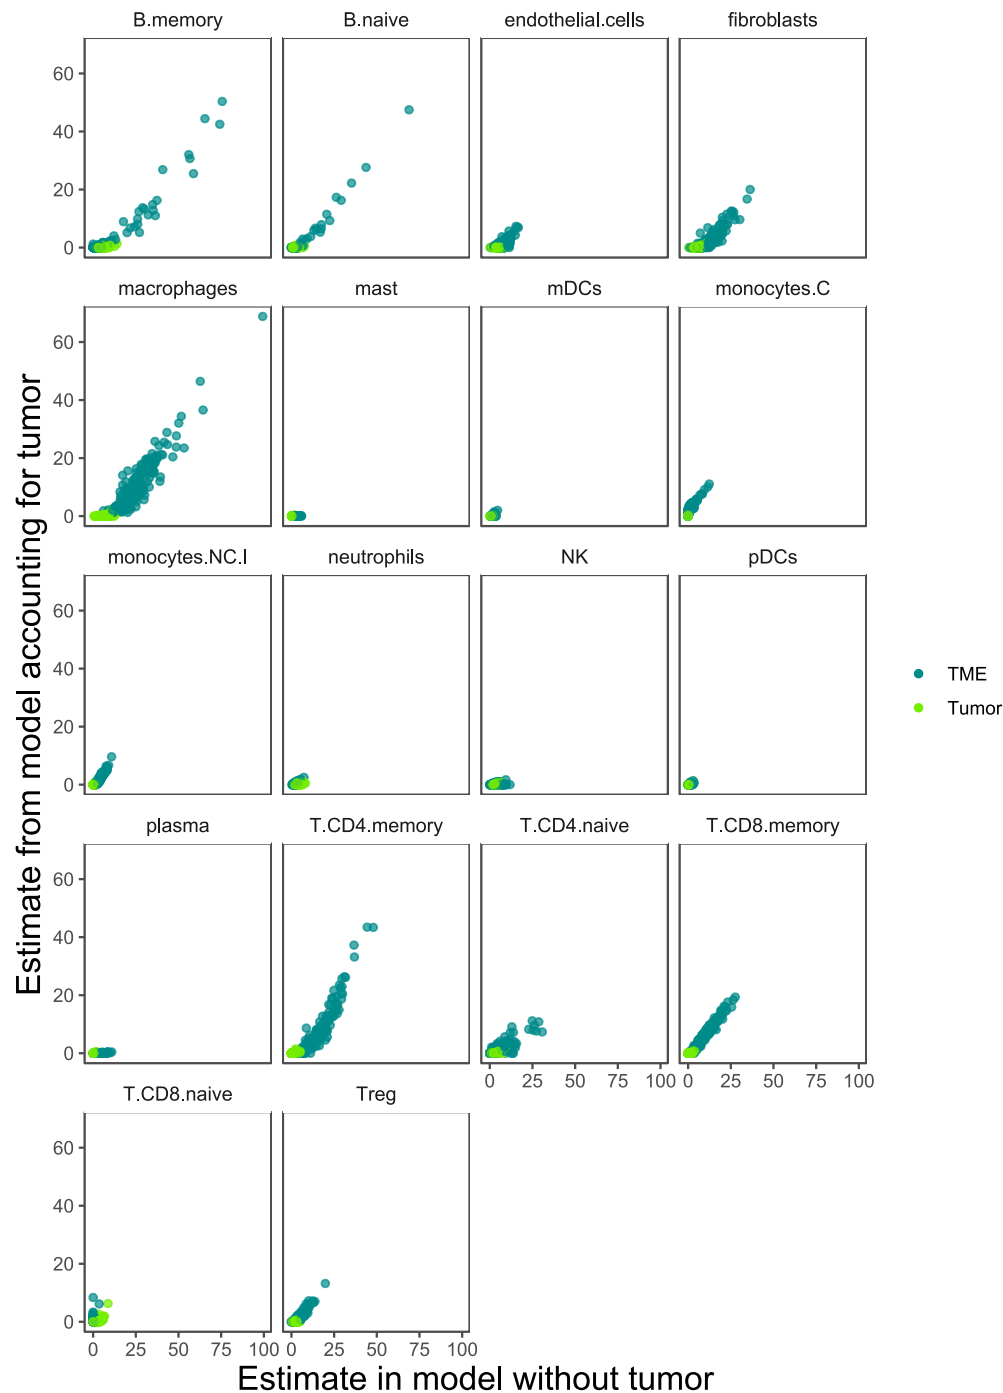 B.memory B.naive endothelial.cells fibroblasts
60
40
20
0
macrophages mast mDCs monocytes.C
60
40
20
0
monocytes.NC.I neutrophils NK pDCs
60
40
20
0
plasma T.CD4.memory T.CD4.naive T.CD8.memory
60
40
20
0
0 25 50 75 100 0 25 50 75 100
T.CD8.naive Treg
60
40
20
0
0 25 50 75 100 0 25 50 75 100
Estimate from model accounting for tumor
Estimate in model without tumor
TME
Tumor